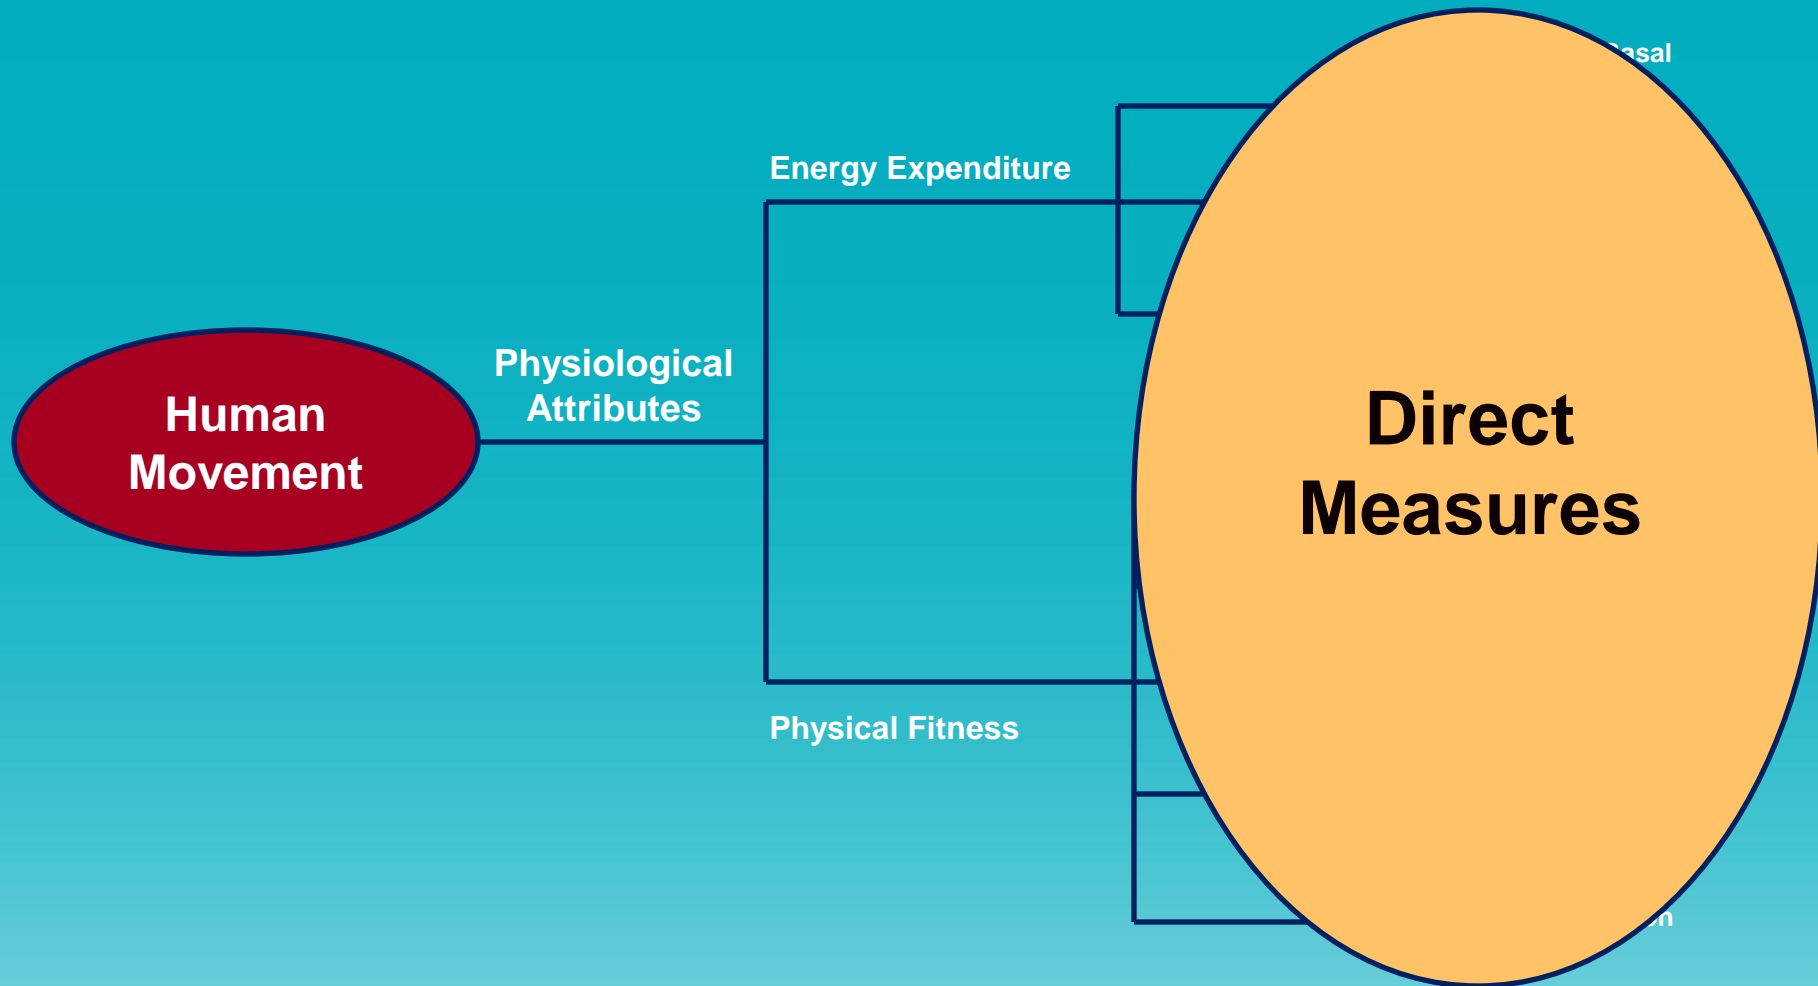 Energy Expenditure
Physiological
Attributes
Human
Movement
Direct
Measures
Physical Fitness